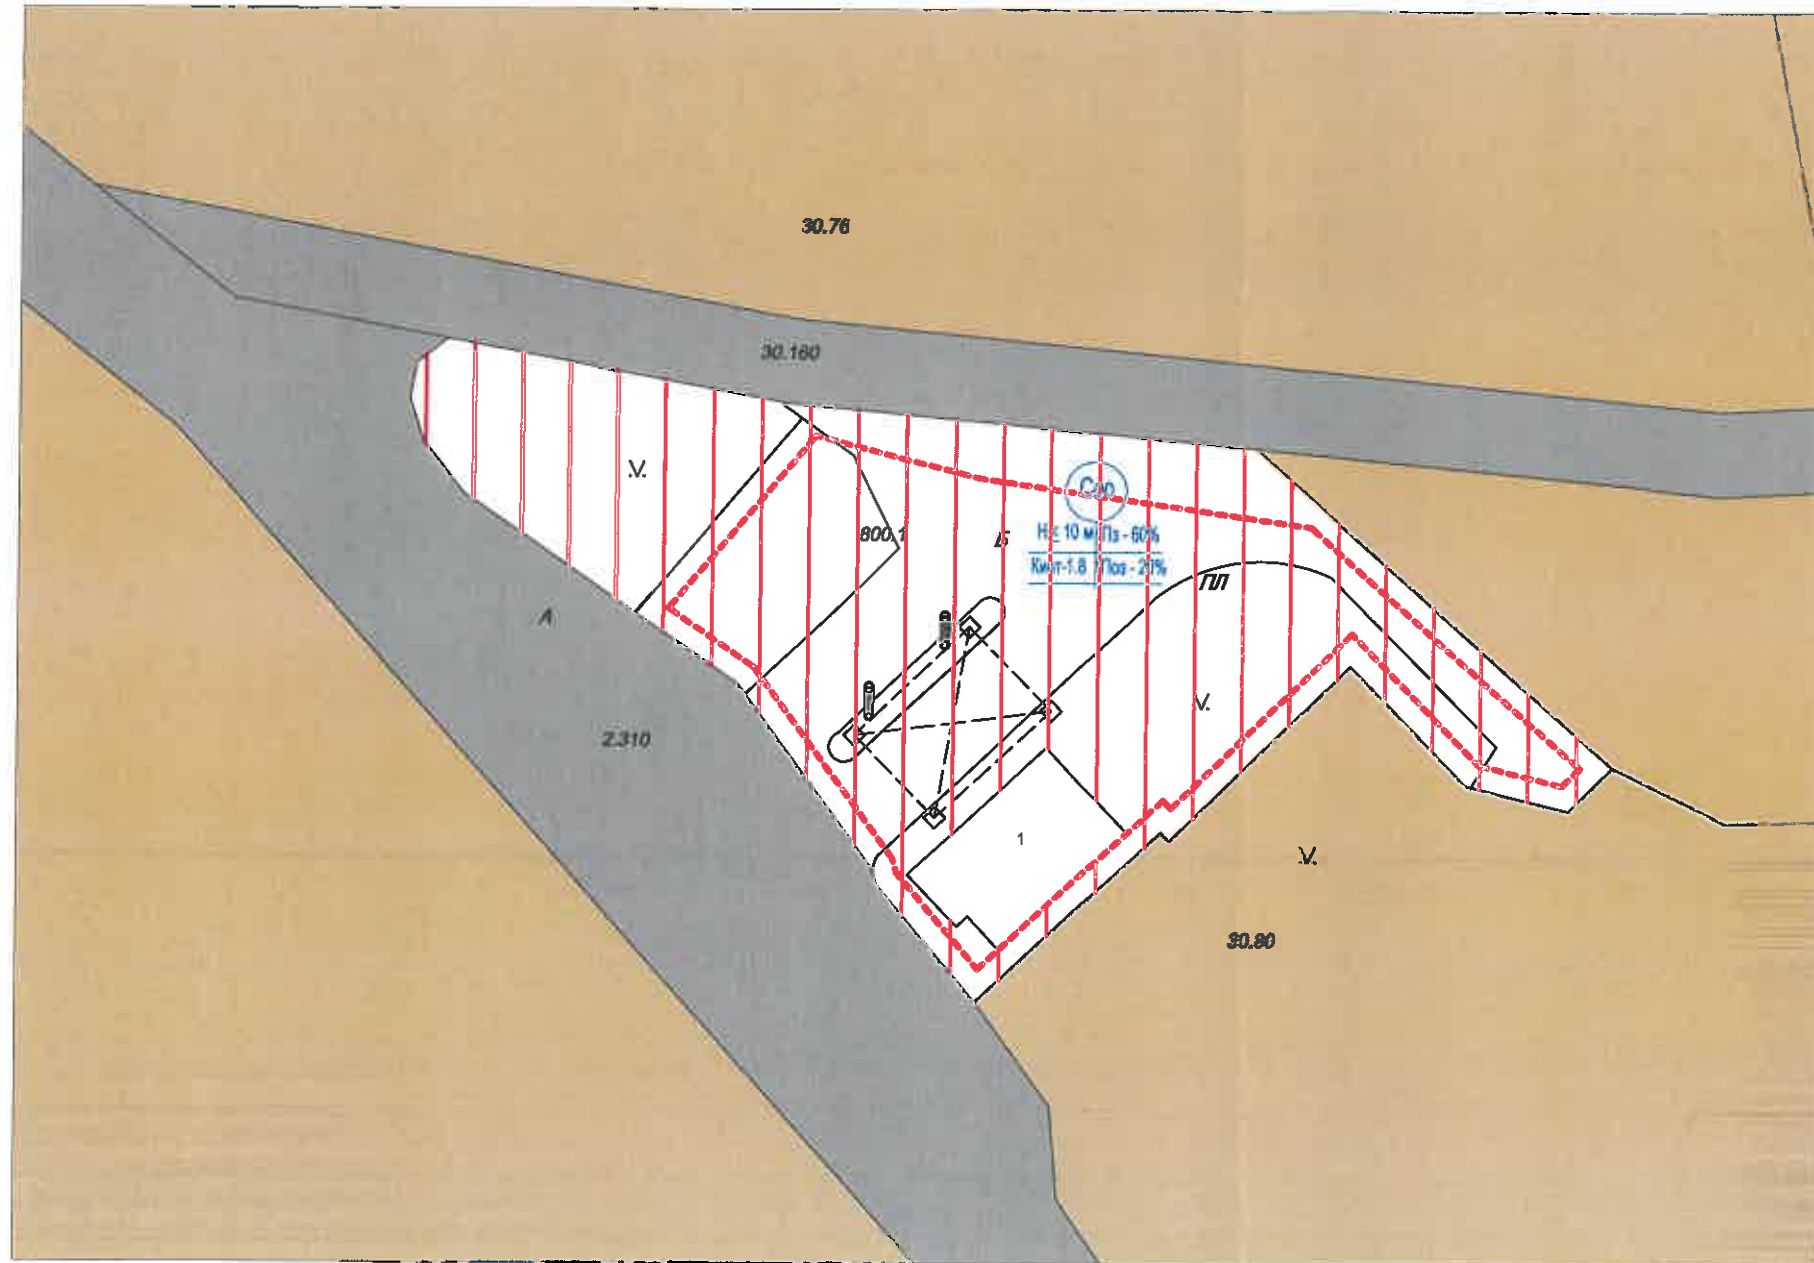 30.76
30.160
.V.
Соо
800.1
Б
H≤ 10 м Пз - 60%
Кинт-1.8 Поз - 20%
ПЛ
А
.V.
2.310
1
.V.
30.80